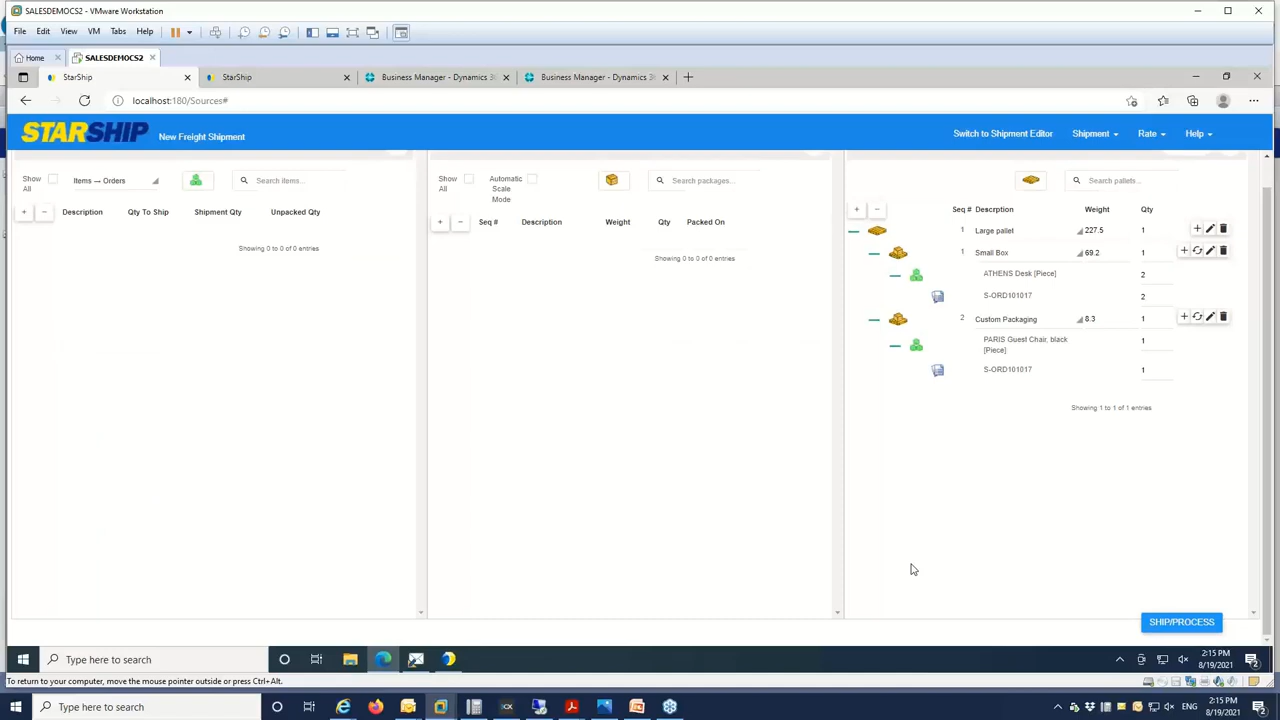 SALESDEMOCS2 - VMware Workstation
File Edit View VM Tabs Help
Home SALESDEMOCS2
StarShip StarShip Business Manager - Dynamics 3( Business Manager - Dynamics 3(
localhost:180/Sources#
STARSHIP New Freight Shipment Switch to Shipment Editor Shipment Rate Help
Show All Items → Orders Search items...
+ - Description Qty To Ship Shipment Qty Unpacked Qty
Showing 0 to 0 of 0 entries
Show All Automatic Scale Mode Search packages...
+ - Seq # Description Weight Qty Packed On
Showing 0 to 0 of 0 entries
Search pallets...
+ - Seq # Descrption Weight Qty
1 Large pallet 227.5 1
1 Small Box 69.2 1
ATHENS Desk [Piece] 2
S-ORD101017 2
2 Custom Packaging 8.3 1
PARIS Guest Chair, black 1
[Piece]
S-ORD101017 1
Showing 1 to 1 of 1 entries
SHIP/PROCESS
Type here to search 2:15 PM
8/19/2021 2
To return to your computer, move the mouse pointer outside or press Ctrl+Alt.
Type here to search ENG 2:15 PM
8/19/2021 2